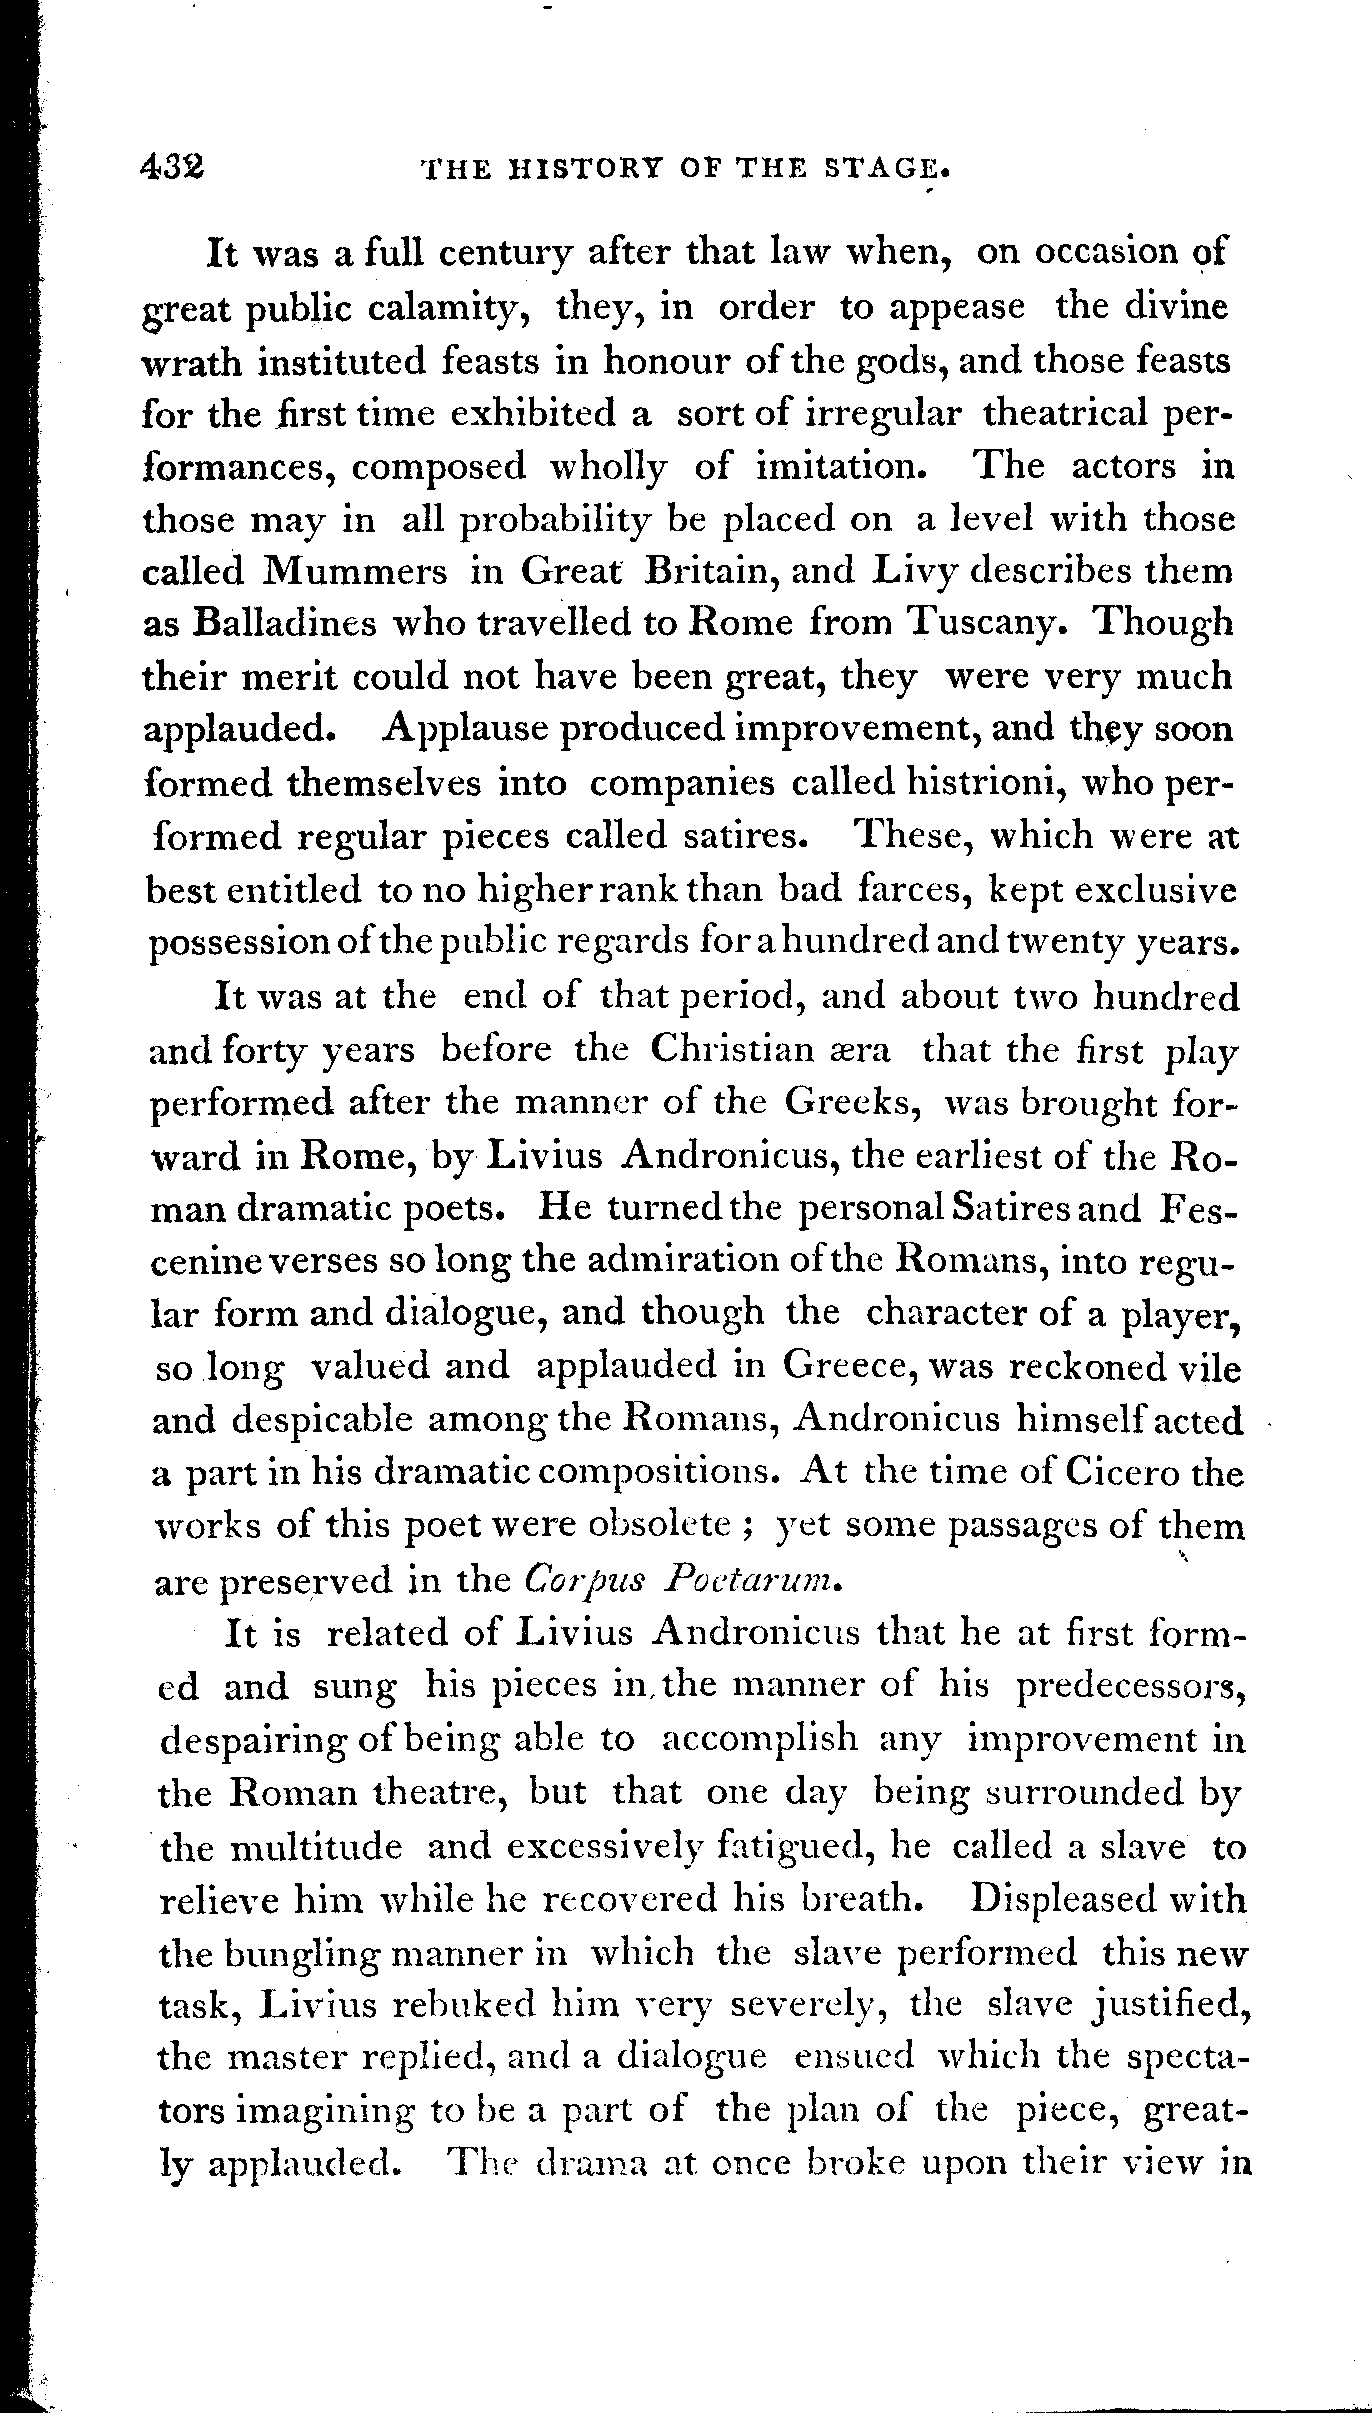 432 THE HISTORY OF THE STAGE.
It was a full century after that law when, on occasion of
great public calamity, they, in order to appease the divine
wrath instituted feasts in honour of the gods, and those feasts
for the first time exhibited a sort of irregular theatrical per-
formances, composed wholly of imitation. The actors in
those may in all probability be placed on a level with those
called Mummers in Great Britain, and Livy describes them
as Balladines who travelled to Rome from Tuscany. Though
their merit could not have been great, they were very much
applauded. Applause produced improvement, and they soon
formed themselves into companies called histrioni, who per-
formed regular pieces called satires. These, which were at
best entitled to no higher rank than bad farces, kept exclusive
possession of the public regards for a hundred and twenty years.
It was at the end of that period, and about two hundred
and forty years before the Christian æra that the first play
performed after the manner of the Greeks, was brought for-
ward in Rome, by Livius Andronicus, the earliest of the Ro-
man dramatic poets. He turned the personal Satires and Fes-
cenine verses so long the admiration of the Romans, into regu-
lar form and dialogue, and though the character of a player,
so long valued and applauded in Greece, was reckoned vile
and despicable among the Romans, Andronicus himself acted
a part in his dramatic compositions. At the time of Cicero the
works of this poet were obsolete ; yet some passages of them
are preserved in the Corpus Poetarum.
It is related of Livius Andronicus that he at first form-
ed and sung his pieces in the manner of his predecessors,
despairing of being able to accomplish any improvement in
the Roman theatre, but that one day being surrounded by
the multitude and excessively fatigued, he called a slave to
relieve him while he recovered his breath. Displeased with
the bungling manner in which the slave performed this new
task, Livius rebuked him very severely, the slave justified,
the master replied, and a dialogue ensued which the specta-
tors imagining to be a part of the plan of the piece, great-
ly applauded. The drama at once broke upon their view in